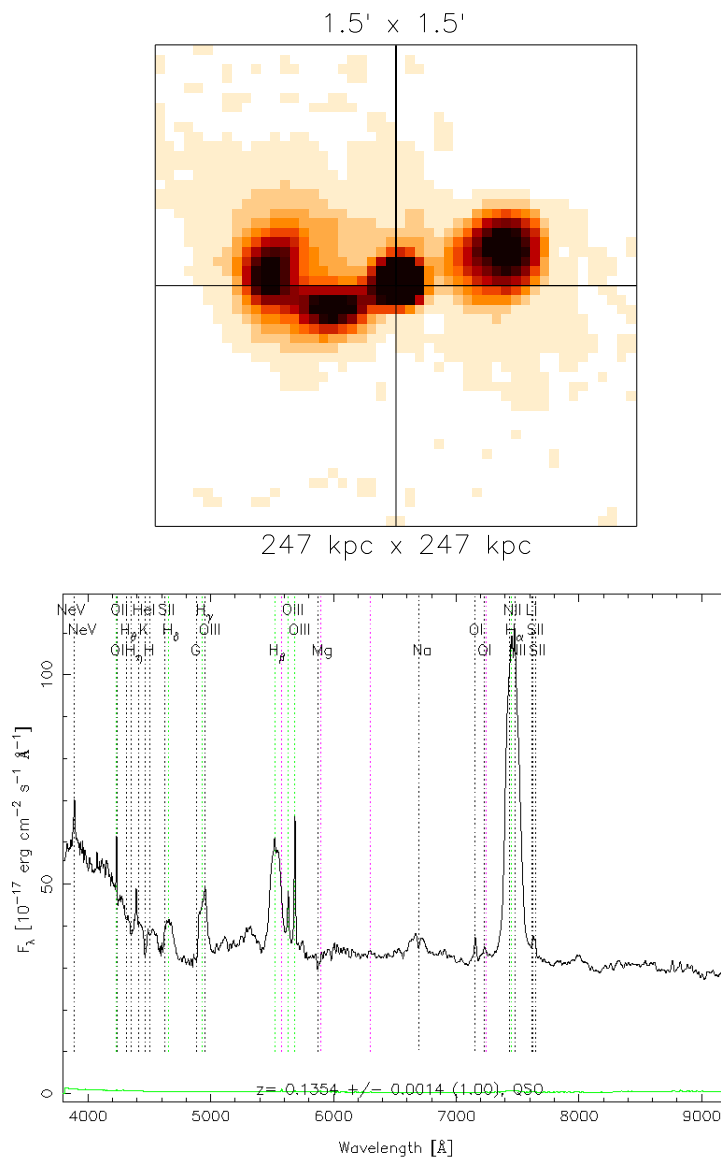 1.5' x 1.5'
247 kpc x 247 kpc
NeV OII HeI SII Hγ OIII NII Li
NeV Hθ K Hδ OIII OIII OI Hα SII
OII Hη H G Hβ Mg Na OI NII SII
100
50
0
Fλ [10⁻¹⁷ erg cm⁻² s⁻¹ Å⁻¹]
z= 0.1354 +/- 0.0014 (1.00), QSO
4000 5000 6000 7000 8000 9000
Wavelength [Å]